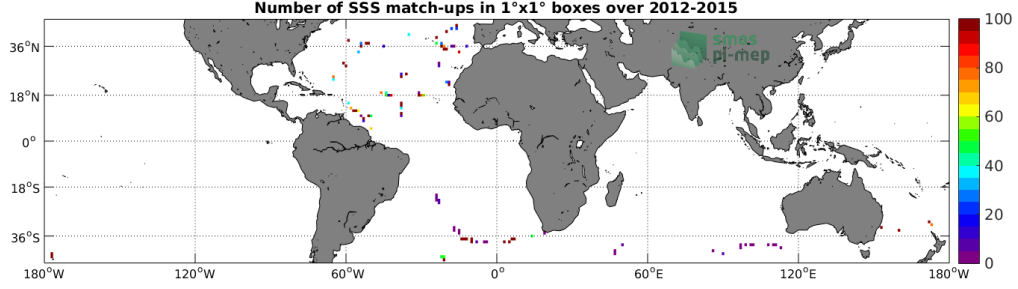 Number of SSS match-ups in 1°x1° boxes over 2012-2015
smos
pi-mep
36°N
18°N
0°
18°S
36°S
180°W 120°W 60°W 0° 60°E 120°E 180°W
100
80
60
40
20
0